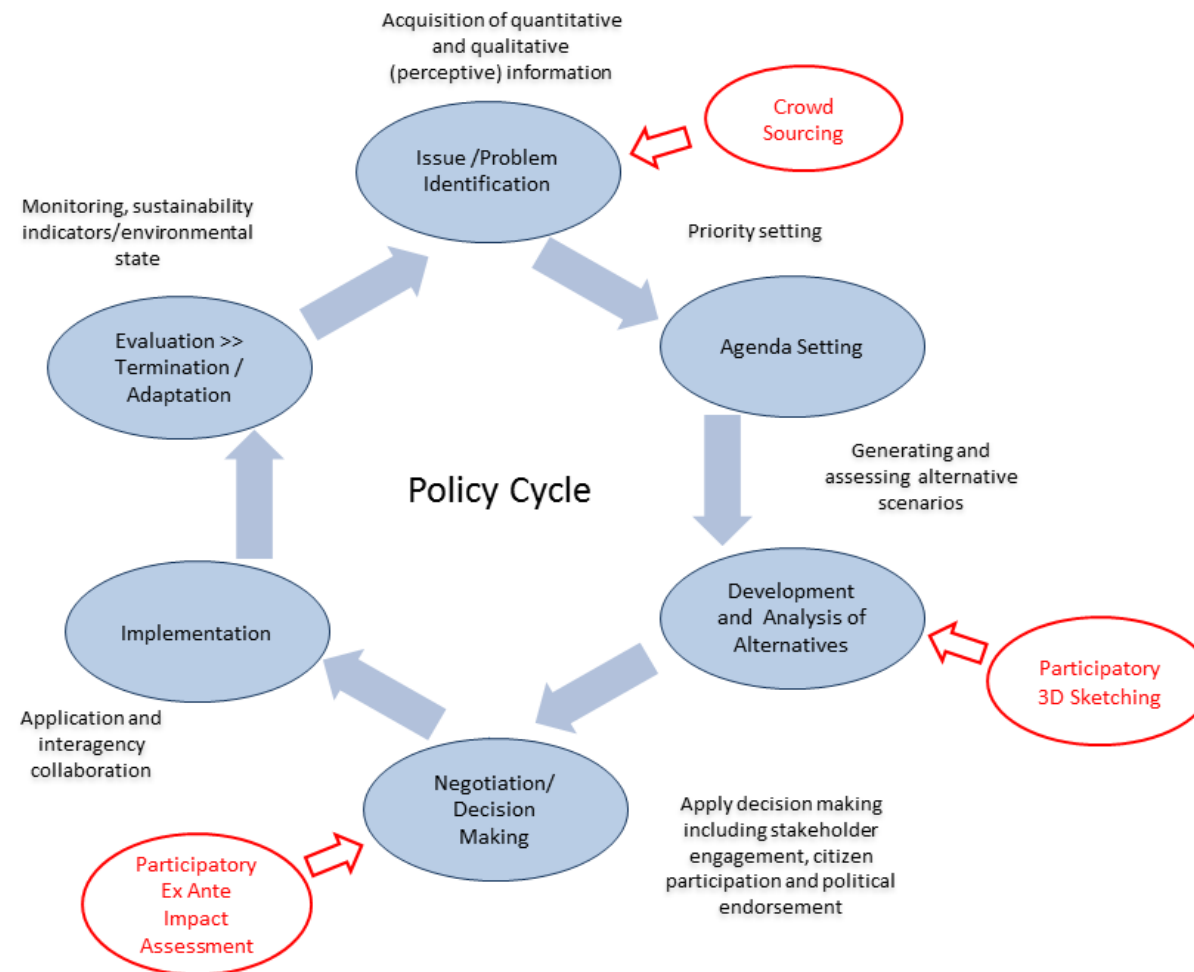 Acquisition of quantitative
and qualitative
(perceptive) information
Crowd
Sourcing
Issue /Problem
Identification
Monitoring, sustainability
indicators/environmental
state
Priority setting
Evaluation >>
Termination /
Adaptation
Agenda Setting
Policy Cycle
Generating and
assessing alternative
scenarios
Implementation
Development
and Analysis of
Alternatives
Participatory
3D Sketching
Application and
interagency
collaboration
Negotiation/
Decision
Making
Apply decision making
including stakeholder
engagement, citizen
participation and political
endorsement
Participatory
Ex Ante
Impact
Assessment